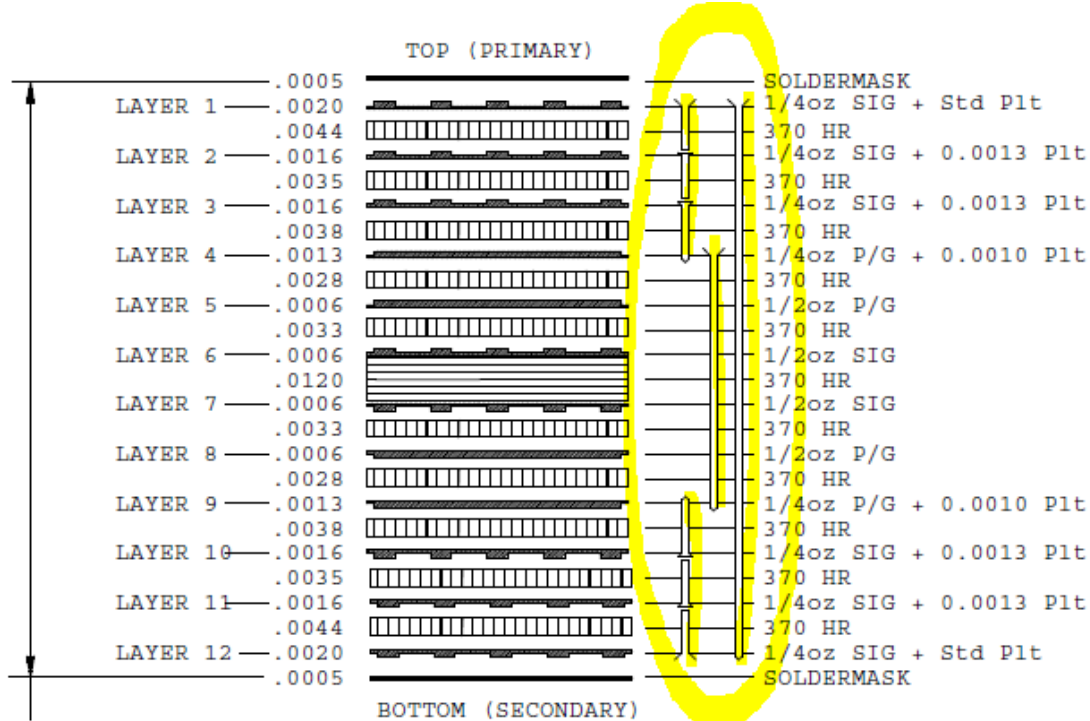 TOP (PRIMARY)
.0005 SOLDERMASK
LAYER 1 .0020 1/4oz SIG + Std Plt
.0044 370 HR
LAYER 2 .0016 1/4oz SIG + 0.0013 Plt
.0035 370 HR
LAYER 3 .0016 1/4oz SIG + 0.0013 Plt
.0038 370 HR
LAYER 4 .0013 1/4oz P/G + 0.0010 Plt
.0028 370 HR
LAYER 5 .0006 1/2oz P/G
.0033 370 HR
LAYER 6 .0006 1/2oz SIG
.0120 370 HR
LAYER 7 .0006 1/2oz SIG
.0033 370 HR
LAYER 8 .0006 1/2oz P/G
.0028 370 HR
LAYER 9 .0013 1/4oz P/G + 0.0010 Plt
.0038 370 HR
LAYER 10 .0016 1/4oz SIG + 0.0013 Plt
.0035 370 HR
LAYER 11 .0016 1/4oz SIG + 0.0013 Plt
.0044 370 HR
LAYER 12 .0020 1/4oz SIG + Std Plt
.0005 SOLDERMASK
BOTTOM (SECONDARY)